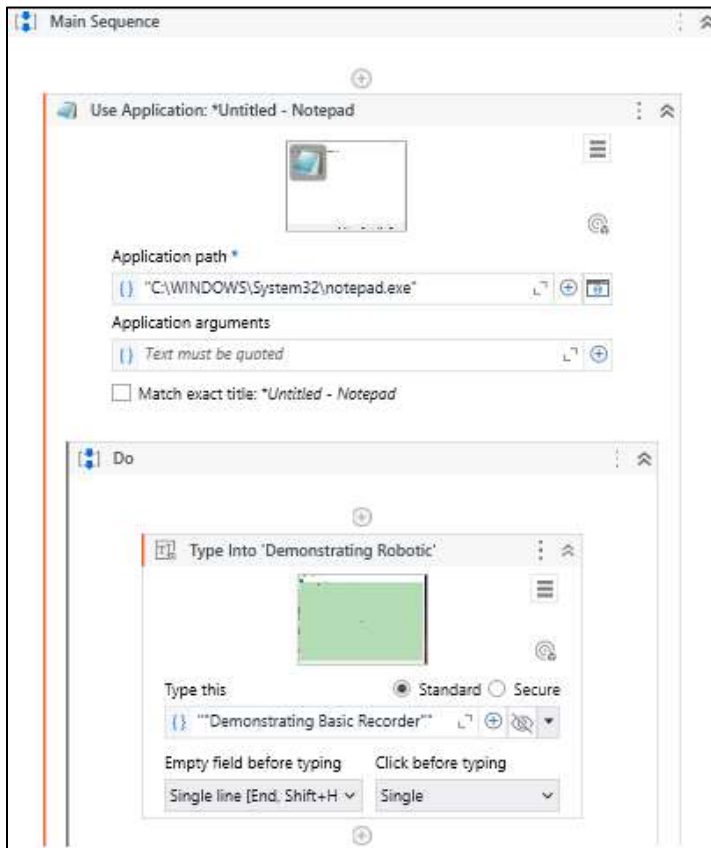 Main Sequence
Use Application: *Untitled - Notepad
Application path *
"C:\WINDOWS\System32\notepad.exe"
Application arguments
Text must be quoted
Match exact title: *Untitled - Notepad
Do
Type Into 'Demonstrating Robotic'
Type this Standard Secure
""Demonstrating Basic Recorder""
Empty field before typing Click before typing
Single line [End, Shift+H Single